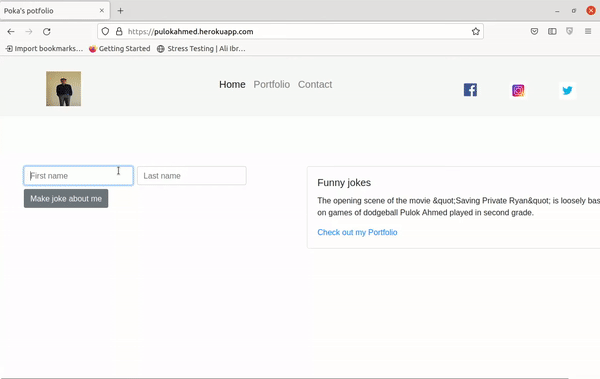 Poka's potfolio
https://pulokahmed.herokuapp.com
Import bookmarks…
Getting Started
Stress Testing | Ali Ibr…
Home
Portfolio
Contact
First name
Last name
Make joke about me
Funny jokes
The opening scene of the movie &quot;Saving Private Ryan&quot; is loosely bas
on games of dodgeball Pulok Ahmed played in second grade.
Check out my Portfolio